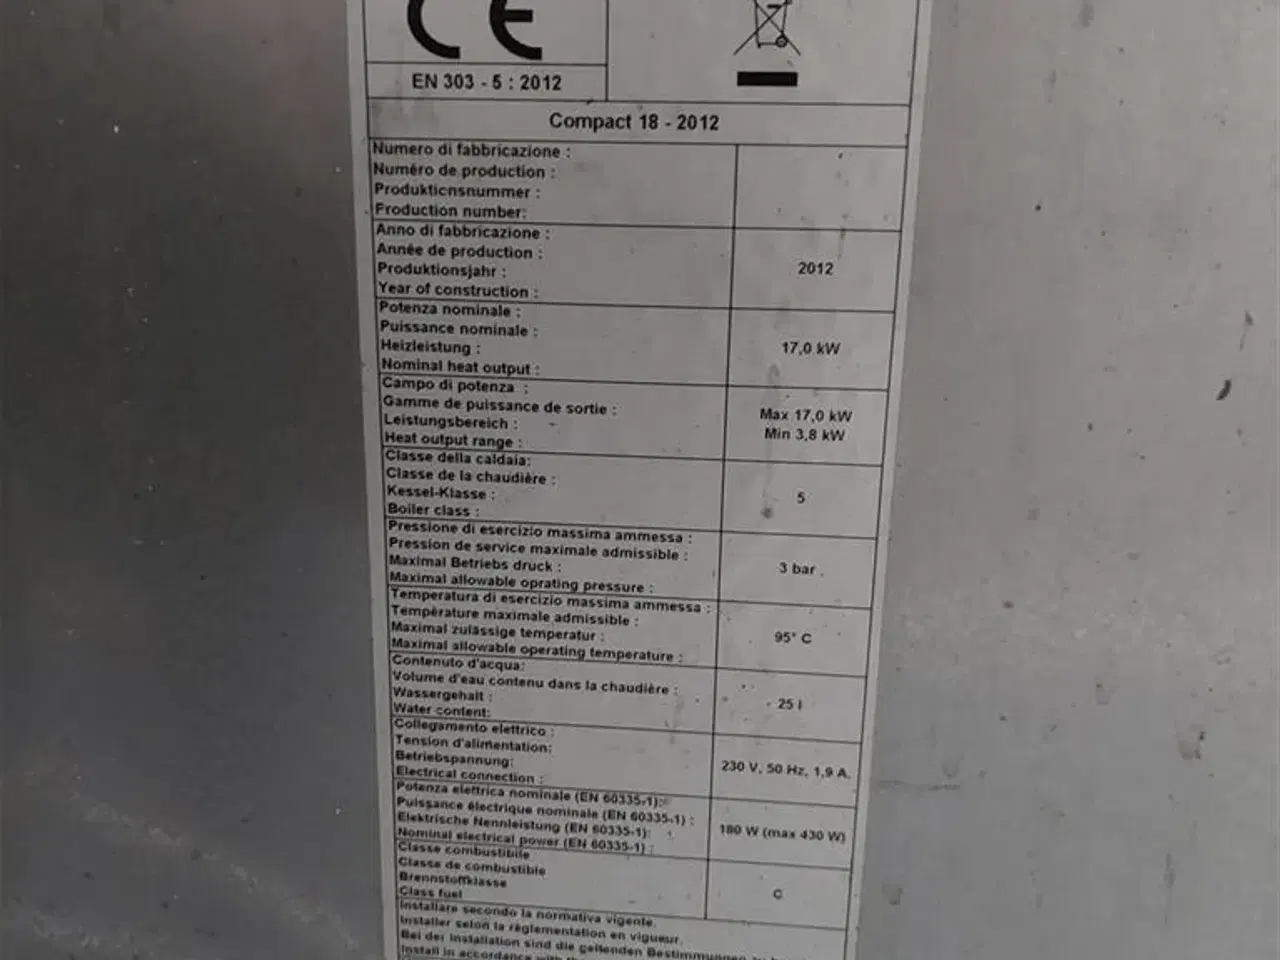 CE
EN 303 - 5 : 2012
Compact 18 - 2012
Numero di fabbricazione :
Numéro de production :
Produktionsnummer :
Production number:
Anno di fabbricazione :
Année de production :
Produktionsjahr :
Year of construction :
2012
Potenza nominale :
Puissance nominale :
Heizleistung :
Nominal heat output :
17,0 kW
Campo di potenza :
Gamme de puissance de sortie :
Leistungsbereich :
Heat output range :
Max 17,0 kW
Min 3,8 kW
Classe della caldaia:
Classe de la chaudière :
Kessel-Klasse :
Boiler class :
5
Pressione di esercizio massima ammessa :
Pression de service maximale admissible :
Maximal Betriebs druck :
Maximal allowable oprating pressure :
3 bar
Temperatura di esercizio massima ammessa :
Température maximale admissible :
Maximal zulässige temperatur :
Maximal allowable operating temperature :
95° C
Contenuto d'acqua:
Volume d'eau contenu dans la chaudière :
Wassergehalt :
Water content:
25 l
Collegamento elettrico :
Tension d'alimentation:
Betriebspannung:
Electrical connection :
230 V, 50 Hz, 1,9 A.
Potenza elettrica nominale (EN 60335-1):
Puissance électrique nominale (EN 60335-1) :
Elektrische Nennleistung (EN 60335-1):
Nominal electrical power (EN 60335-1) :
180 W (max 430 W)
Classe combustibile
Classe de combustible
Brennstoffklasse
Class fuel
C
Installare secondo la normativa vigente.
Installer selon la règlementation en vigueur.
Bei der Installation sind die geltenden Bestimmungen zu
Install in accordance with